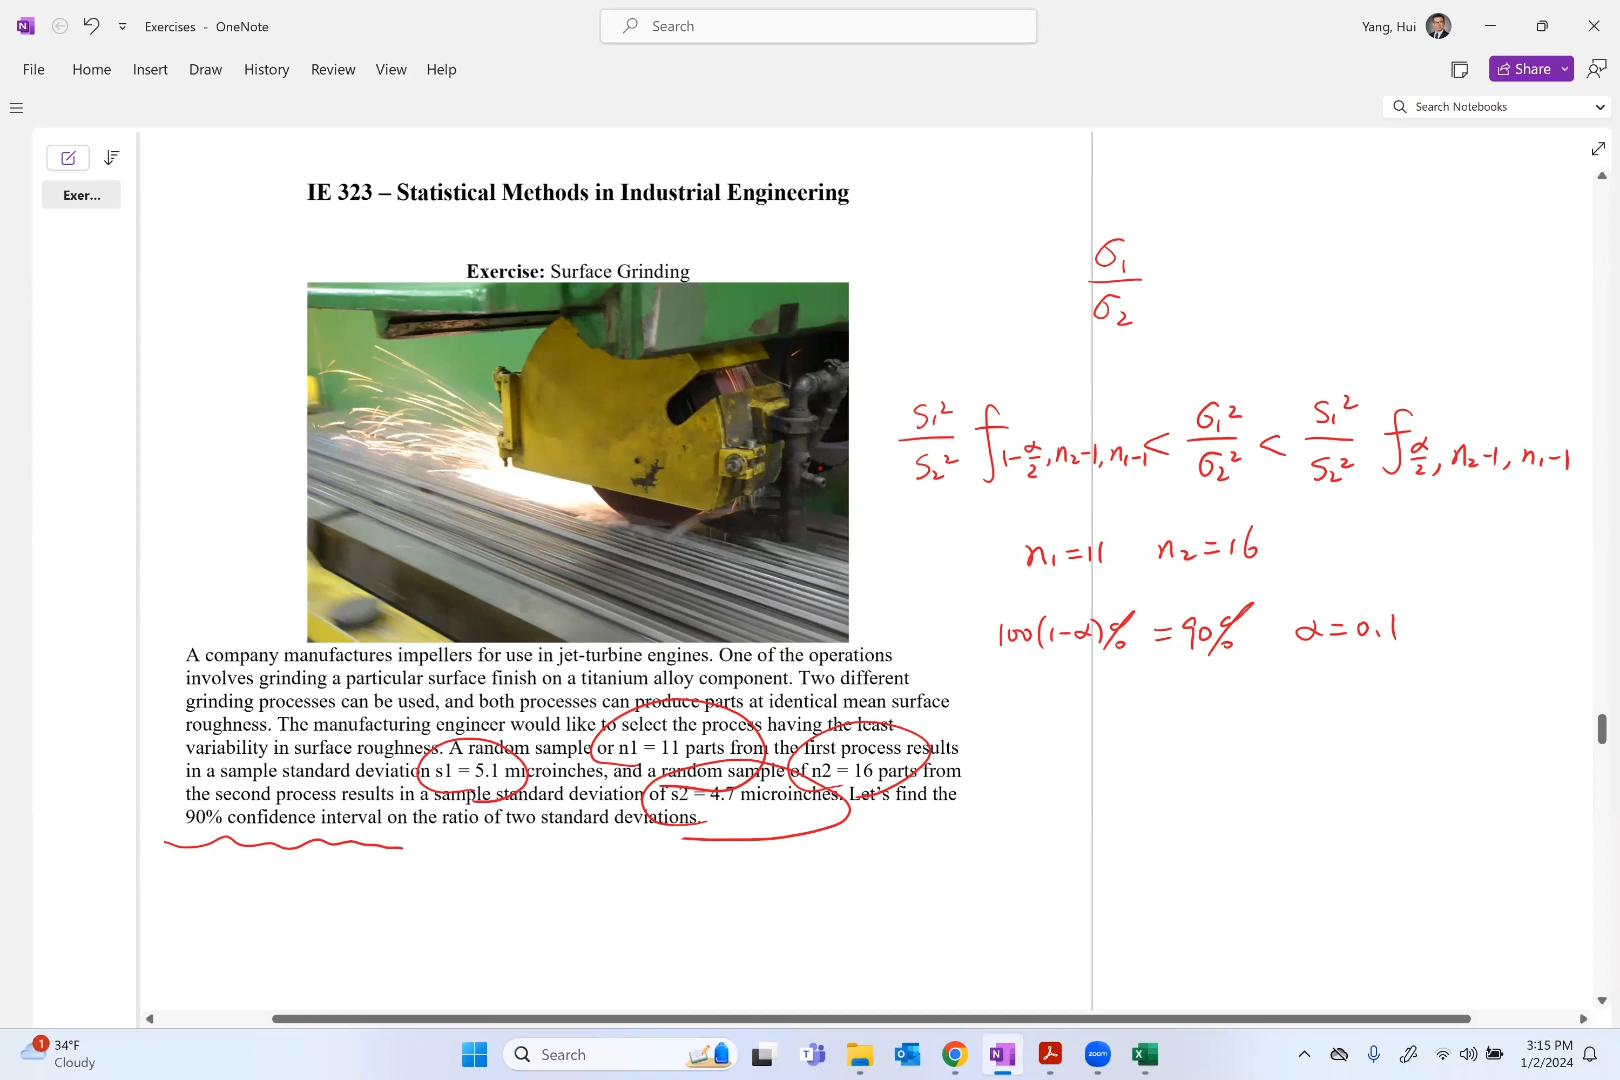 Exercises - OneNote
Search
Yang, Hui
File Home Insert Draw History Review View Help
Share
Search Notebooks
Exer...
IE 323 – Statistical Methods in Industrial Engineering
Exercise: Surface Grinding
σ1
σ2
S1² / S2² f 1-α/2, n2-1, n1-1 < σ1² / σ2² < S1² / S2² f α/2, n2-1, n1-1
n1 = 11 n2 = 16
100(1-α)% = 90% α = 0.1
A company manufactures impellers for use in jet-turbine engines. One of the operations
involves grinding a particular surface finish on a titanium alloy component. Two different
grinding processes can be used, and both processes can produce parts at identical mean surface
roughness. The manufacturing engineer would like to select the process having the least
variability in surface roughness. A random sample or n1 = 11 parts from the first process results
in a sample standard deviation s1 = 5.1 microinches, and a random sample of n2 = 16 parts from
the second process results in a sample standard deviation of s2 = 4.7 microinches. Let's find the
90% confidence interval on the ratio of two standard deviations.
1
34°F
Cloudy
Search
zoom
3:15 PM
1/2/2024